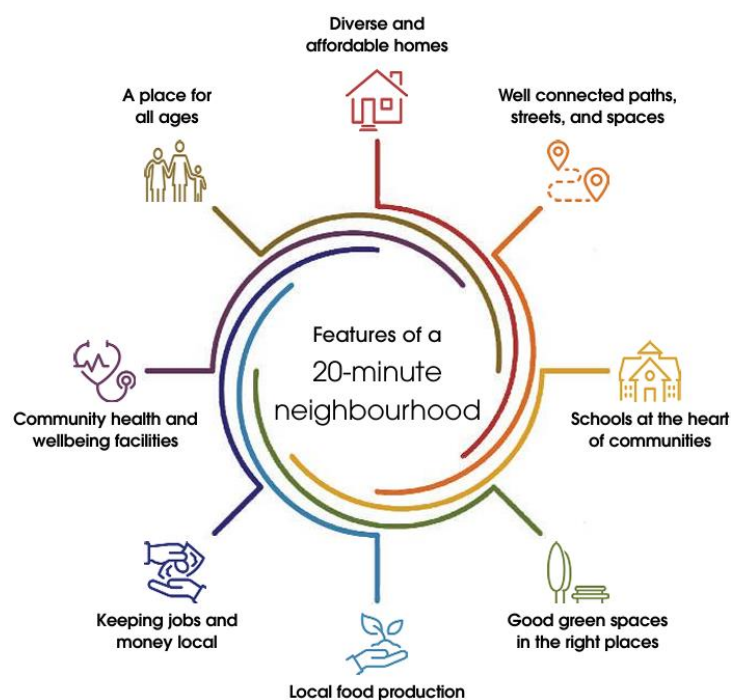 Diverse and
affordable homes
A place for
all ages
Well connected paths,
streets, and spaces
Features of a
20-minute
neighbourhood
Community health and
wellbeing facilities
Schools at the heart
of communities
Keeping jobs and
money local
Good green spaces
in the right places
Local food production